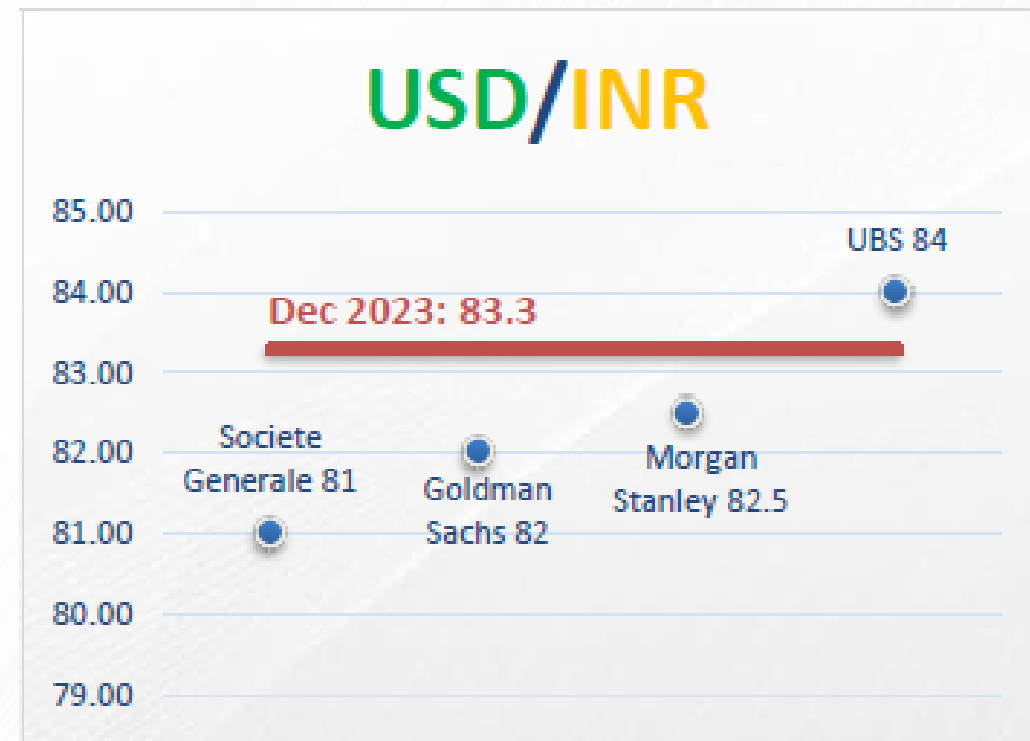 USD/INR
85.00
UBS 84
84.00
Dec 2023: 83.3
83.00
Societe
Generale 81
82.00
Goldman
Sachs 82
Morgan
Stanley 82.5
81.00
80.00
79.00